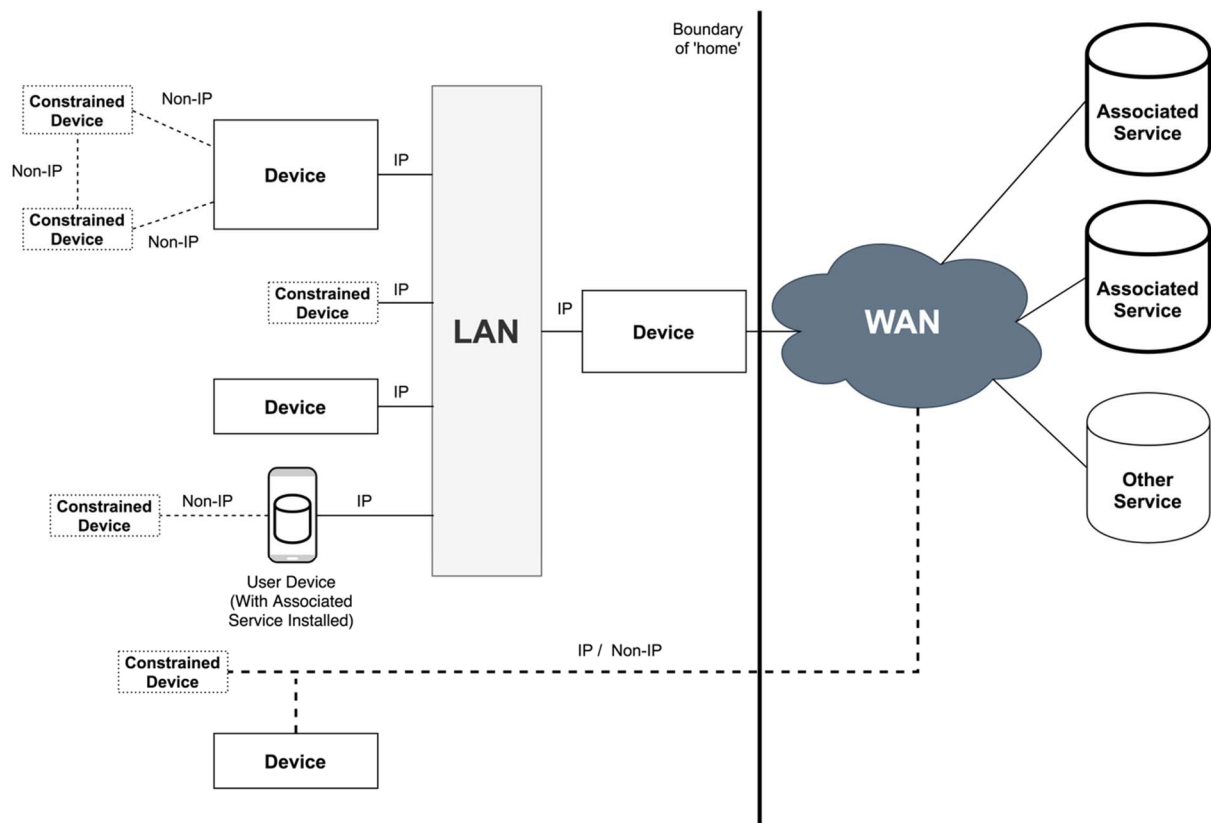 Boundary
of 'home'
Constrained
Device
Non-IP
Non-IP
Constrained
Device
Non-IP
Device
IP
Constrained
Device
IP
Device
IP
Constrained
Device
Non-IP
IP
User Device
(With Associated
Service Installed)
LAN
IP
Device
WAN
Associated
Service
Associated
Service
Other
Service
Constrained
Device
IP / Non-IP
Device